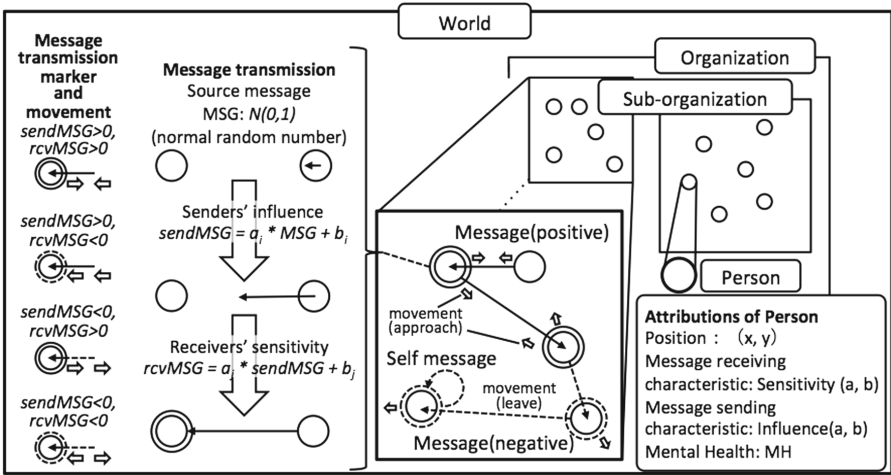 World
Message
transmission
marker
and
movement
sendMSG>0,
rcvMSG>0
sendMSG>0,
rcvMSG<0
sendMSG<0,
rcvMSG>0
sendMSG<0,
rcvMSG<0
Message transmission
Source message
MSG: N(0,1)
(normal random number)
Senders’ influence
sendMSG = aᵢ * MSG + bᵢ
Receivers’ sensitivity
rcvMSG = aⱼ * sendMSG + bⱼ
Organization
Sub-organization
Message(positive)
movement
(approach)
Self message
movement
(leave)
Message(negative)
Person
Attributions of Person
Position : (x, y)
Message receiving
characteristic: Sensitivity (a, b)
Message sending
characteristic: Influence(a, b)
Mental Health: MH